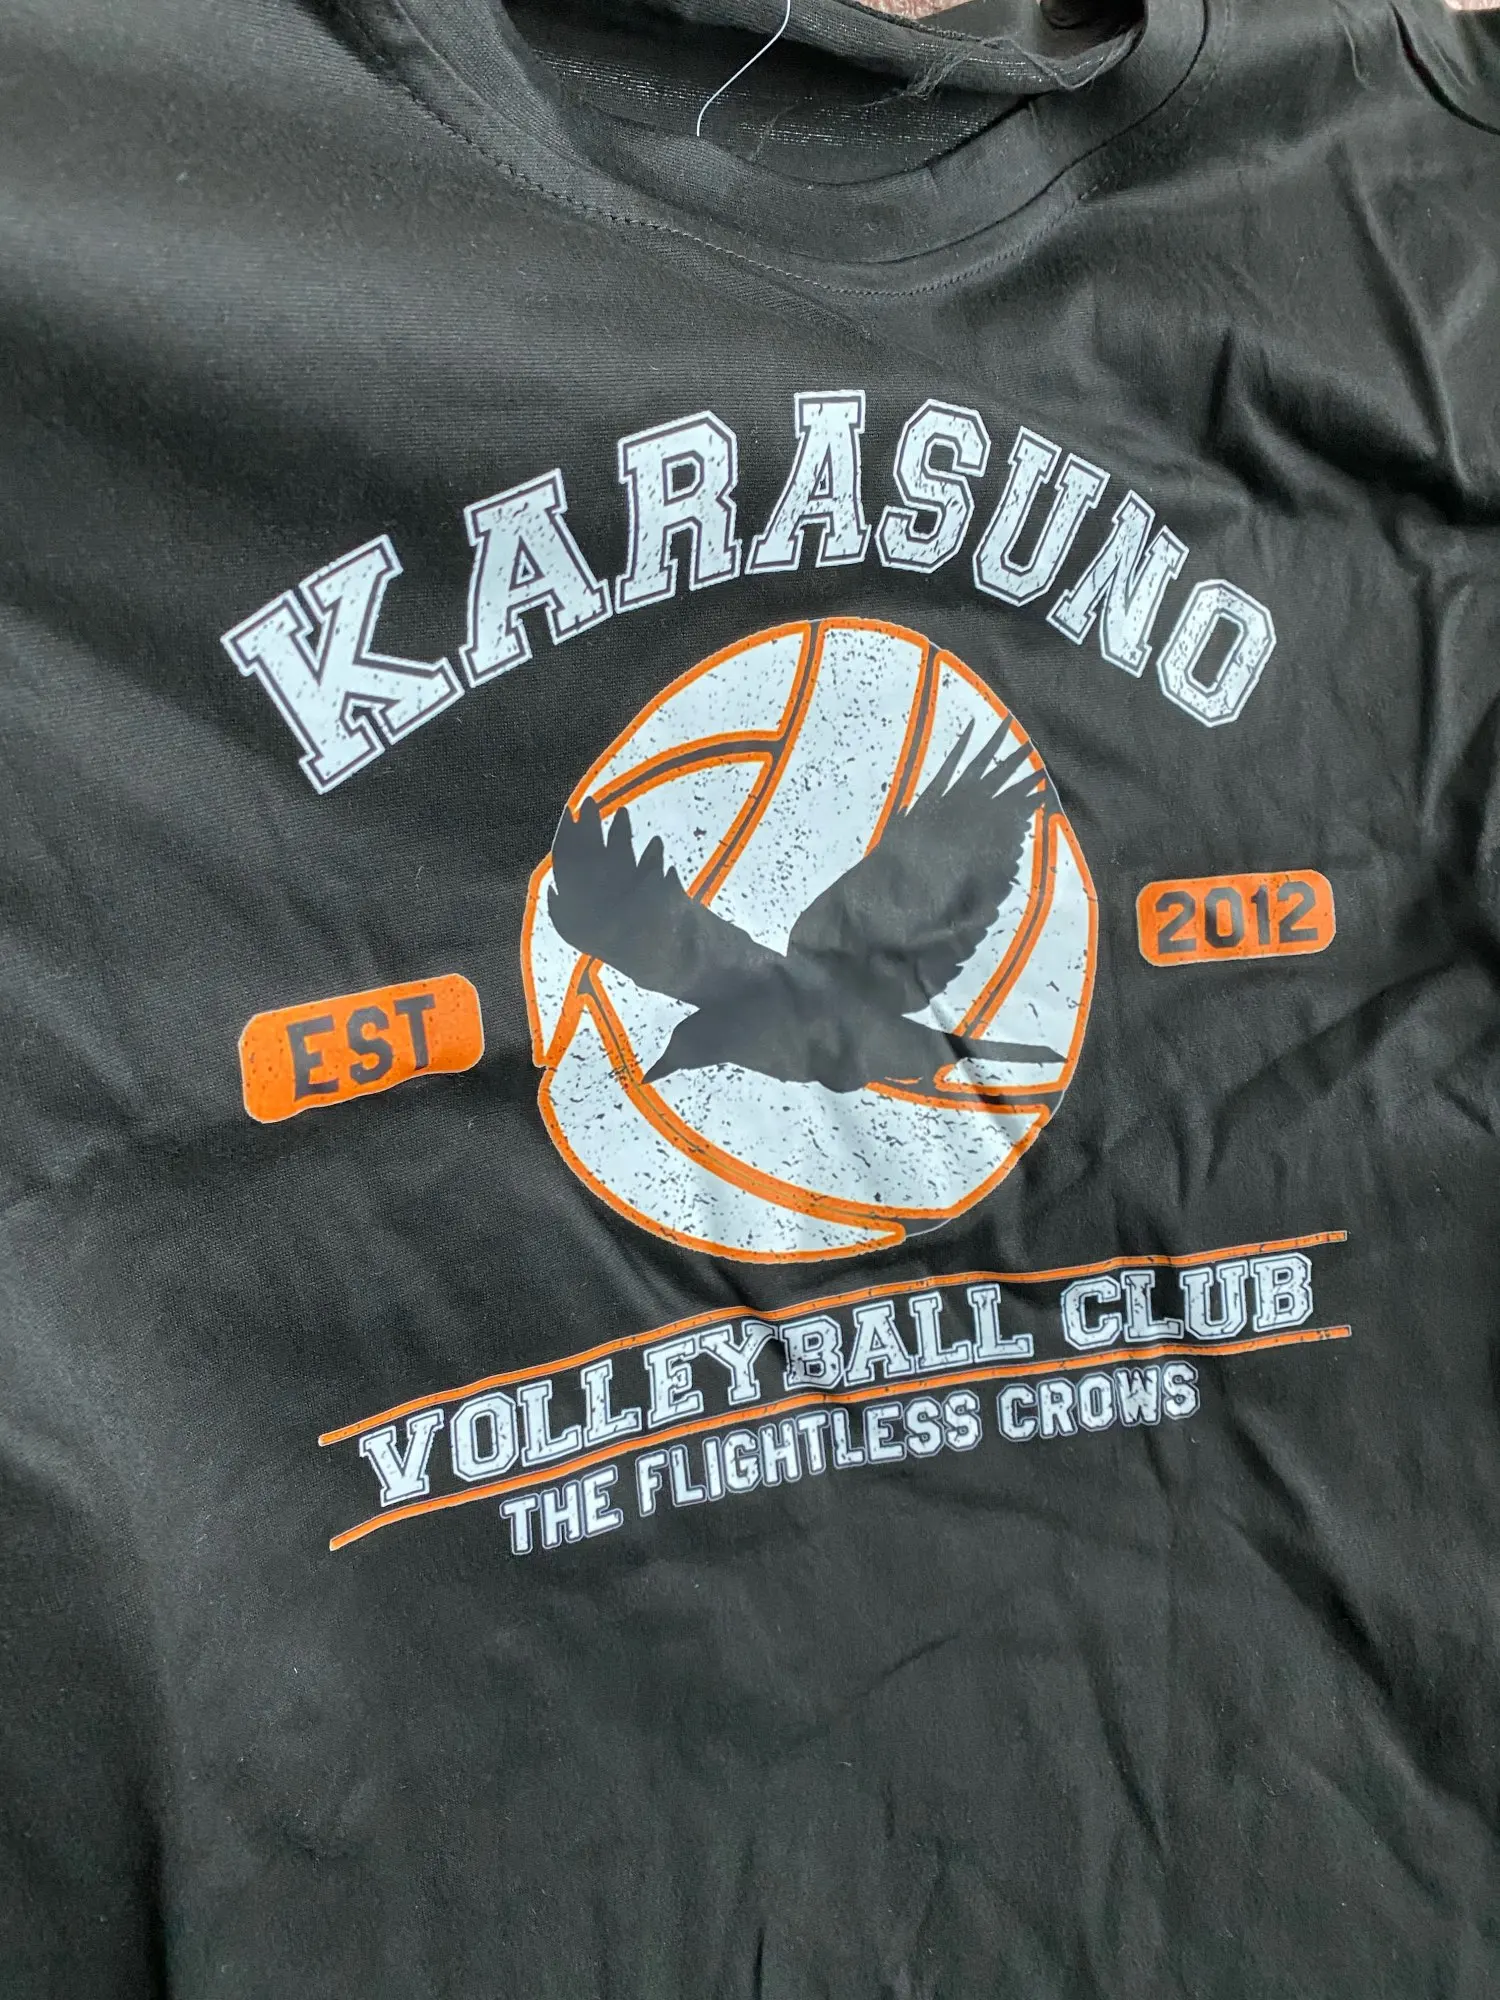 KARASUNO
EST
2012
VOLLEYBALL CLUB
THE FLIGHTLESS CROWS